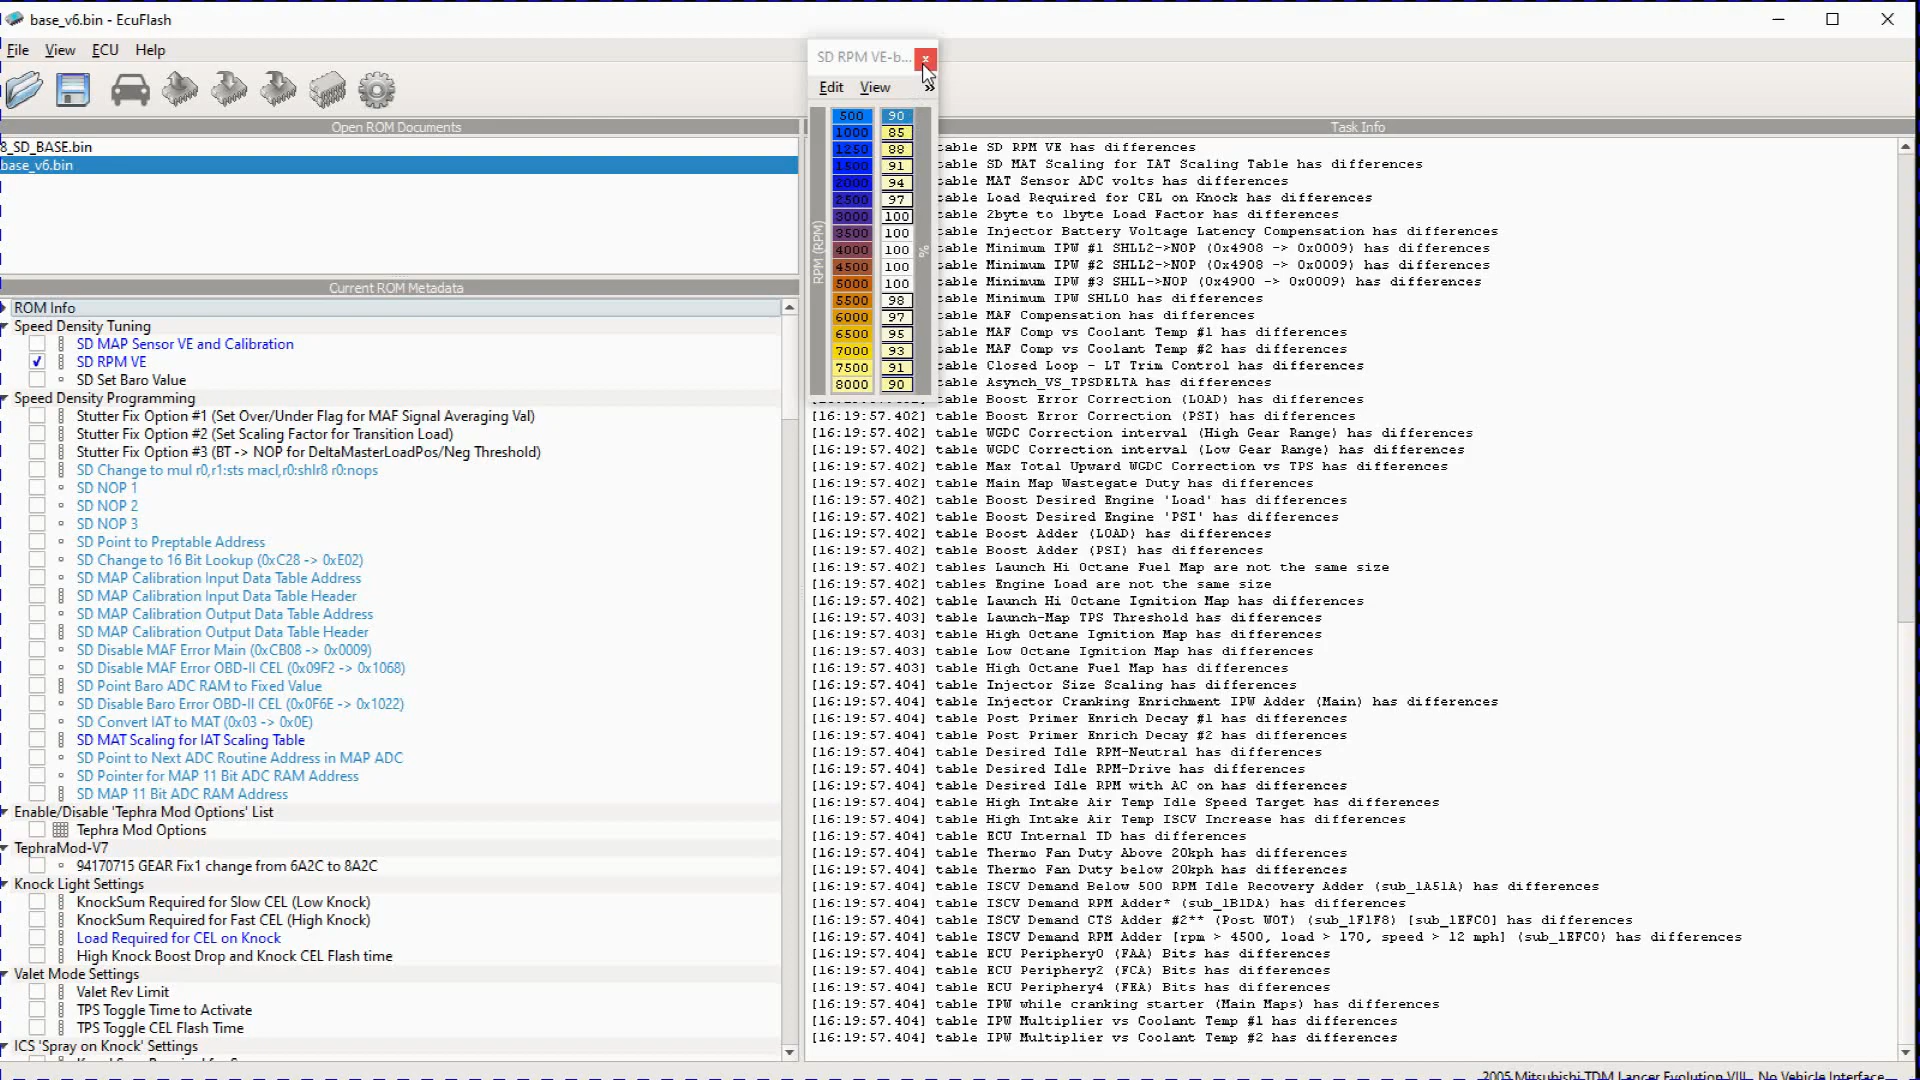 base_v6.bin - EcuFlash
File View ECU Help
Open ROM Documents
8_SD_BASE.bin
base_v6.bin
Current ROM Metadata
ROM Info
Speed Density Tuning
SD MAP Sensor VE and Calibration
SD RPM VE
SD Set Baro Value
Speed Density Programming
Stutter Fix Option #1 (Set Over/Under Flag for MAF Signal Averaging Val)
Stutter Fix Option #2 (Set Scaling Factor for Transition Load)
Stutter Fix Option #3 (BT -> NOP for DeltaMasterLoadPos/Neg Threshold)
SD Change to mul r0,r1:sts macl,r0:shlr8 r0:nops
SD NOP 1
SD NOP 2
SD NOP 3
SD Point to Preptable Address
SD Change to 16 Bit Lookup (0xC28 -> 0xE02)
SD MAP Calibration Input Data Table Address
SD MAP Calibration Input Data Table Header
SD MAP Calibration Output Data Table Address
SD MAP Calibration Output Data Table Header
SD Disable MAF Error Main (0xCB08 -> 0x0009)
SD Disable MAF Error OBD-II CEL (0x09F2 -> 0x1068)
SD Point Baro ADC RAM to Fixed Value
SD Disable Baro Error OBD-II CEL (0x0F6E -> 0x1022)
SD Convert IAT to MAT (0x03 -> 0x0E)
SD MAT Scaling for IAT Scaling Table
SD Point to Next ADC Routine Address in MAP ADC
SD Pointer for MAP 11 Bit ADC RAM Address
SD MAP 11 Bit ADC RAM Address
Enable/Disable 'Tephra Mod Options' List
Tephra Mod Options
TephraMod-V7
94170715 GEAR Fix1 change from 6A2C to 8A2C
Knock Light Settings
KnockSum Required for Slow CEL (Low Knock)
KnockSum Required for Fast CEL (High Knock)
Load Required for CEL on Knock
High Knock Boost Drop and Knock CEL Flash time
Valet Mode Settings
Valet Rev Limit
TPS Toggle Time to Activate
TPS Toggle CEL Flash Time
ICS 'Spray on Knock' Settings
SD RPM VE-b... x
Edit View »
RPM (RPM)
%
500 90
1000 85
1250 88
1500 91
2000 94
2500 97
3000 100
3500 100
4000 100
4500 100
5000 100
5500 98
6000 97
6500 95
7000 93
7500 91
8000 90
Task Info
table SD RPM VE has differences
table SD MAT Scaling for IAT Scaling Table has differences
table MAT Sensor ADC volts has differences
table Load Required for CEL on Knock has differences
table 2byte to 1byte Load Factor has differences
table Injector Battery Voltage Latency Compensation has differences
table Minimum IPW #1 SHLL2->NOP (0x4908 -> 0x0009) has differences
table Minimum IPW #2 SHLL2->NOP (0x4908 -> 0x0009) has differences
table Minimum IPW #3 SHLL->NOP (0x4900 -> 0x0009) has differences
table Minimum IPW SHLL0 has differences
table MAF Compensation has differences
table MAF Comp vs Coolant Temp #1 has differences
table MAF Comp vs Coolant Temp #2 has differences
table Closed Loop - LT Trim Control has differences
table Asynch_VS_TPSDELTA has differences
[16:19:57.402] table Boost Error Correction (LOAD) has differences
[16:19:57.402] table Boost Error Correction (PSI) has differences
[16:19:57.402] table WGDC Correction interval (High Gear Range) has differences
[16:19:57.402] table WGDC Correction interval (Low Gear Range) has differences
[16:19:57.402] table Max Total Upward WGDC Correction vs TPS has differences
[16:19:57.402] table Main Map Wastegate Duty has differences
[16:19:57.402] table Boost Desired Engine 'Load' has differences
[16:19:57.402] table Boost Desired Engine 'PSI' has differences
[16:19:57.402] table Boost Adder (LOAD) has differences
[16:19:57.402] table Boost Adder (PSI) has differences
[16:19:57.402] tables Launch Hi Octane Fuel Map are not the same size
[16:19:57.402] tables Engine Load are not the same size
[16:19:57.402] table Launch Hi Octane Ignition Map has differences
[16:19:57.403] table Launch-Map TPS Threshold has differences
[16:19:57.403] table High Octane Ignition Map has differences
[16:19:57.403] table Low Octane Ignition Map has differences
[16:19:57.403] table High Octane Fuel Map has differences
[16:19:57.404] table Injector Size Scaling has differences
[16:19:57.404] table Injector Cranking Enrichment IPW Adder (Main) has differences
[16:19:57.404] table Post Primer Enrich Decay #1 has differences
[16:19:57.404] table Post Primer Enrich Decay #2 has differences
[16:19:57.404] table Desired Idle RPM-Neutral has differences
[16:19:57.404] table Desired Idle RPM-Drive has differences
[16:19:57.404] table Desired Idle RPM with AC on has differences
[16:19:57.404] table High Intake Air Temp Idle Speed Target has differences
[16:19:57.404] table High Intake Air Temp ISCV Increase has differences
[16:19:57.404] table ECU Internal ID has differences
[16:19:57.404] table Thermo Fan Duty Above 20kph has differences
[16:19:57.404] table Thermo Fan Duty below 20kph has differences
[16:19:57.404] table ISCV Demand Below 500 RPM Idle Recovery Adder (sub_1A51A) has differences
[16:19:57.404] table ISCV Demand RPM Adder* (sub_1B1DA) has differences
[16:19:57.404] table ISCV Demand CTS Adder #2** (Post WOT) (sub_1F1F8) [sub_1EFC0] has differences
[16:19:57.404] table ISCV Demand RPM Adder [rpm > 4500, load > 170, speed > 12 mph] (sub_1EFC0) has differences
[16:19:57.404] table ECU Periphery0 (FAA) Bits has differences
[16:19:57.404] table ECU Periphery2 (FCA) Bits has differences
[16:19:57.404] table ECU Periphery4 (FEA) Bits has differences
[16:19:57.404] table IPW while cranking starter (Main Maps) has differences
[16:19:57.404] table IPW Multiplier vs Coolant Temp #1 has differences
[16:19:57.404] table IPW Multiplier vs Coolant Temp #2 has differences
2005 Mitsubishi TDM Lancer Evolution VIII No Vehicle Interface